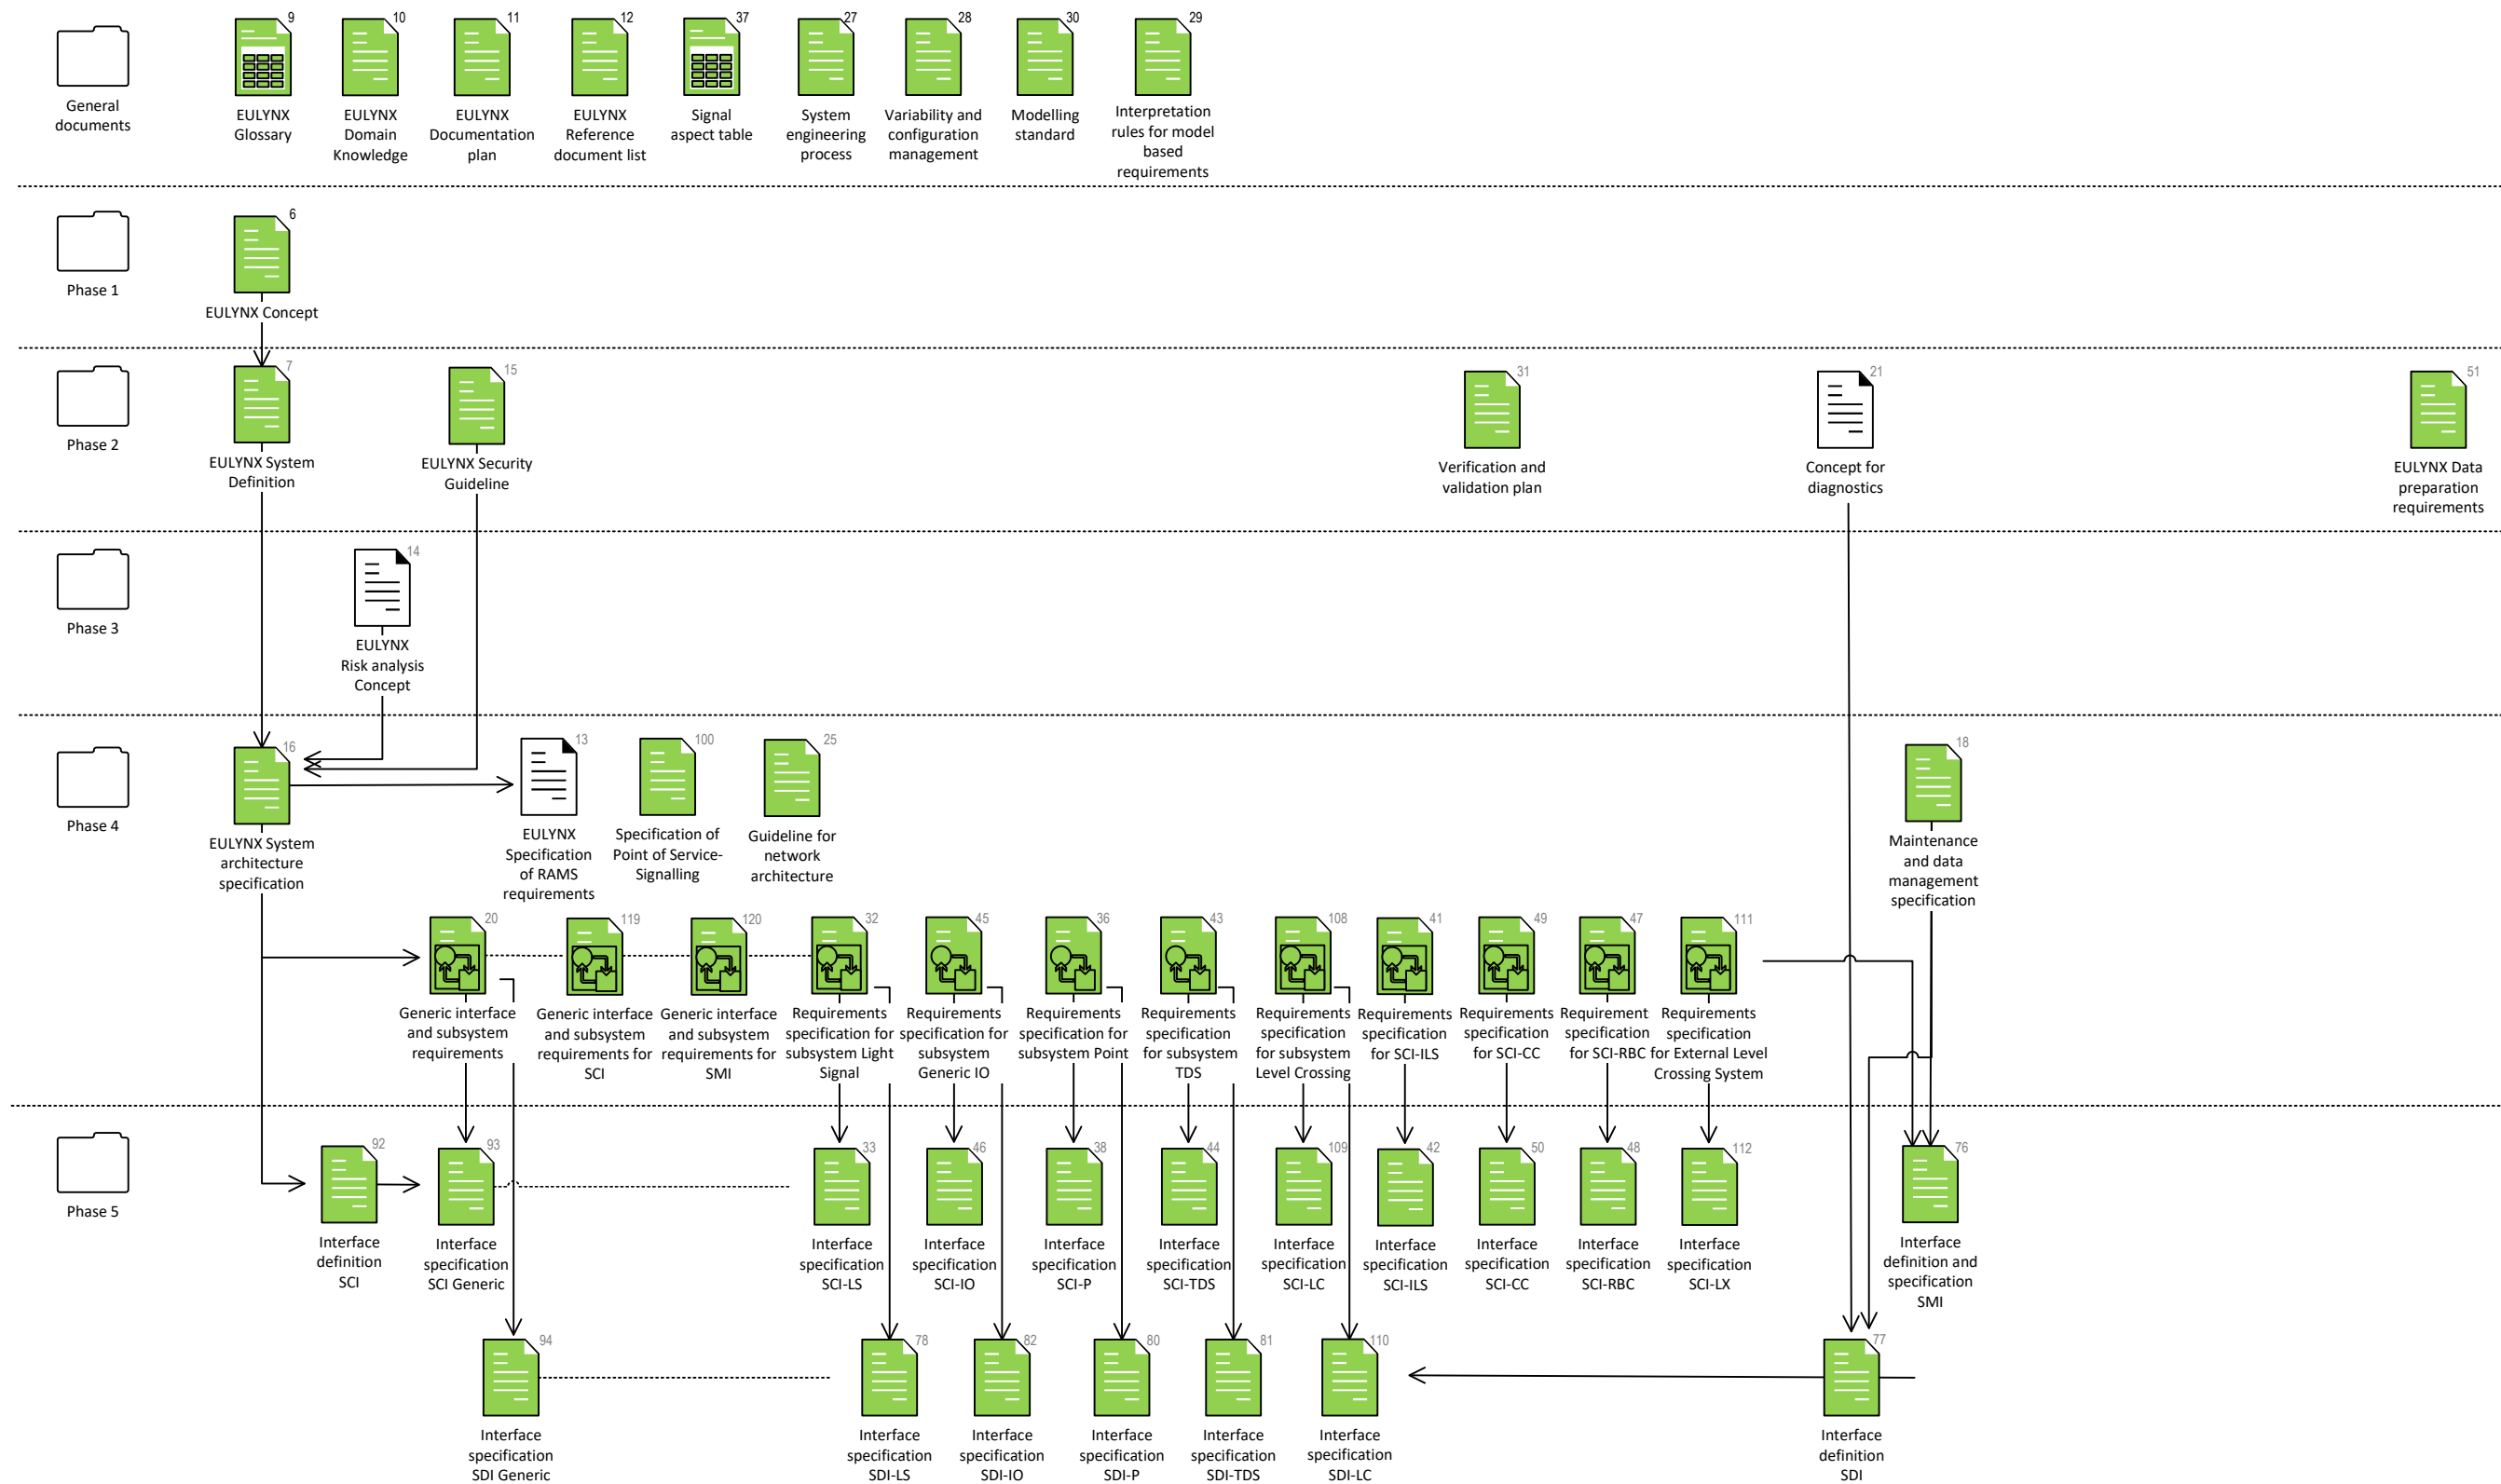 General
documents
9
EULYNX
Glossary
10
EULYNX
Domain
Knowledge
11
EULYNX
Documentation
plan
12
EULYNX
Reference
document list
37
Signal
aspect table
27
System
engineering
process
28
Variability and
configuration
management
30
Modelling
standard
29
Interpretation
rules for model
based
requirements
Phase 1
6
EULYNX Concept
Phase 2
7
EULYNX System
Definition
15
EULYNX Security
Guideline
31
Verification and
validation plan
21
Concept for
diagnostics
51
EULYNX Data
preparation
requirements
Phase 3
14
EULYNX
Risk analysis
Concept
Phase 4
16
EULYNX System
architecture
specification
13
EULYNX
Specification
of RAMS
requirements
100
Specification of
Point of Service-
Signalling
25
Guideline for
network
architecture
18
Maintenance
and data
management
specification
20
Generic interface
and subsystem
requirements
119
Generic interface
and subsystem
requirements for
SCI
120
Generic interface
and subsystem
requirements for
SMI
32
Requirements
specification for
subsystem Light
Signal
45
Requirements
specification for
subsystem
Generic IO
36
Requirements
specification for
subsystem Point
43
Requirements
specification
for subsystem
TDS
108
Requirements
specification
for subsystem
Level Crossing
41
Requirements
specification
for SCI-ILS
49
Requirements
specification
for SCI-CC
47
Requirement
specification
for SCI-RBC
111
Requirements
specification
for External Level
Crossing System
Phase 5
92
Interface
definition
SCI
93
Interface
specification
SCI Generic
33
Interface
specification
SCI-LS
46
Interface
specification
SCI-IO
38
Interface
specification
SCI-P
44
Interface
specification
SCI-TDS
109
Interface
specification
SCI-LC
42
Interface
specification
SCI-ILS
50
Interface
specification
SCI-CC
48
Interface
specification
SCI-RBC
112
Interface
specification
SCI-LX
76
Interface
definition and
specification
SMI
94
Interface
specification
SDI Generic
78
Interface
specification
SDI-LS
82
Interface
specification
SDI-IO
80
Interface
specification
SDI-P
81
Interface
specification
SDI-TDS
110
Interface
specification
SDI-LC
77
Interface
definition
SDI